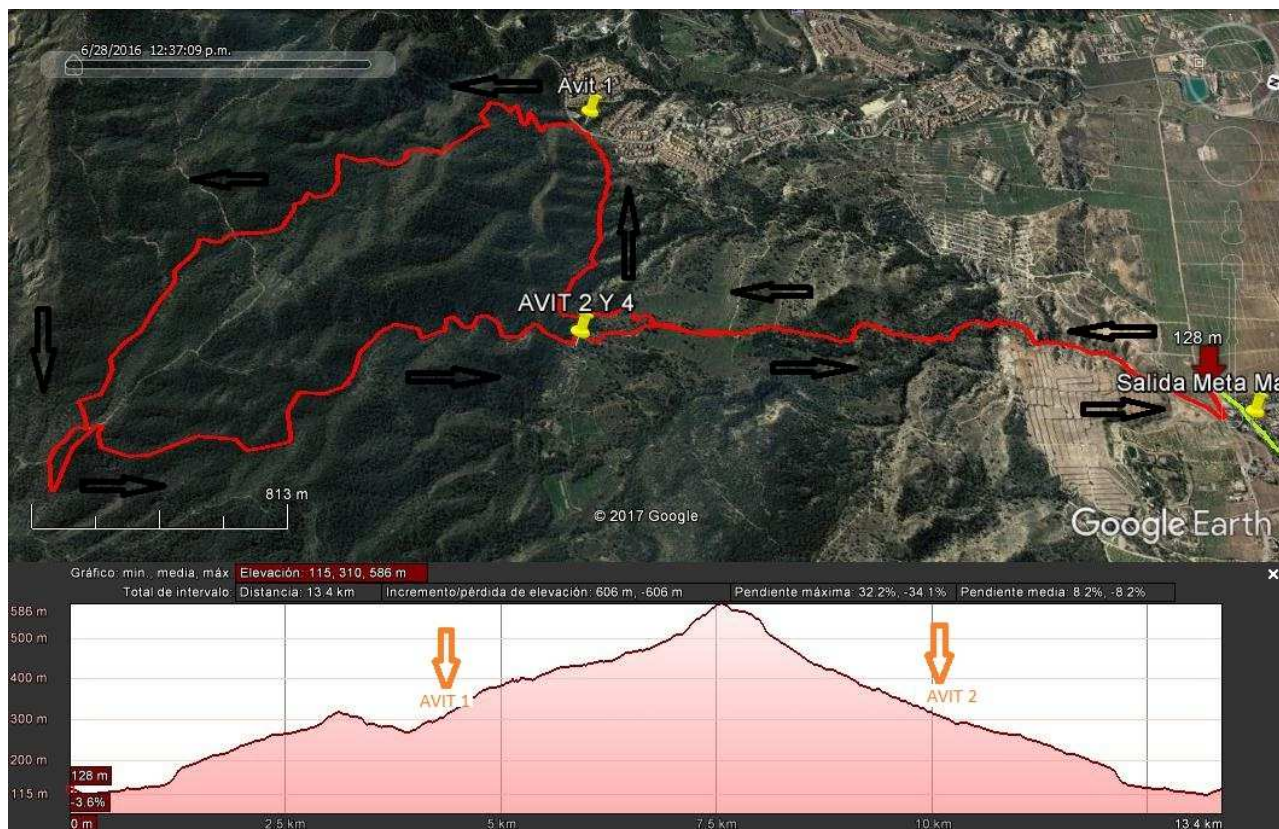 6/28/2016  12:37:09 p.m.
Avit 1
AVIT 2 Y 4
128 m
Salida Meta Ma
813 m
© 2017 Google
Google Earth
Gráfico: mín., media, máx Elevación: 115, 310, 586 m
Total de intervalo: Distancia: 13.4 km Incremento/pérdida de elevación: 606 m, -606 m Pendiente máxima: 32.2%, -34.1% Pendiente media: 8.2%, -8.2%
586 m
500 m
400 m
AVIT 1
AVIT 2
300 m
200 m
128 m
115 m
-3.6%
0 m
2.5 km
5 km
7.5 km
10 km
13.4 km